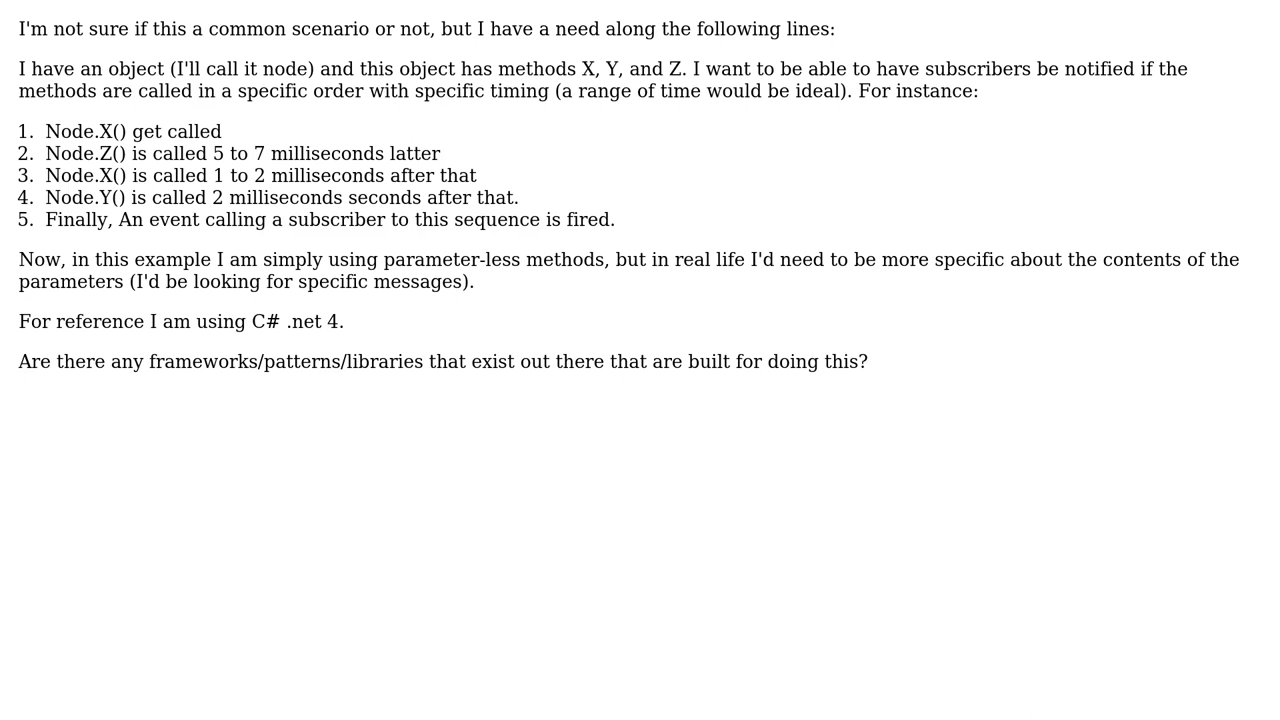 I'm not sure if this a common scenario or not, but I have a need along the following lines:
I have an object (I'll call it node) and this object has methods X, Y, and Z. I want to be able to have subscribers be notified if the
methods are called in a specific order with specific timing (a range of time would be ideal). For instance:
1. Node.X() get called
2. Node.Z() is called 5 to 7 milliseconds latter
3. Node.X() is called 1 to 2 milliseconds after that
4. Node.Y() is called 2 milliseconds seconds after that.
5. Finally, An event calling a subscriber to this sequence is fired.
Now, in this example I am simply using parameter-less methods, but in real life I'd need to be more specific about the contents of the
parameters (I'd be looking for specific messages).
For reference I am using C# .net 4.
Are there any frameworks/patterns/libraries that exist out there that are built for doing this?